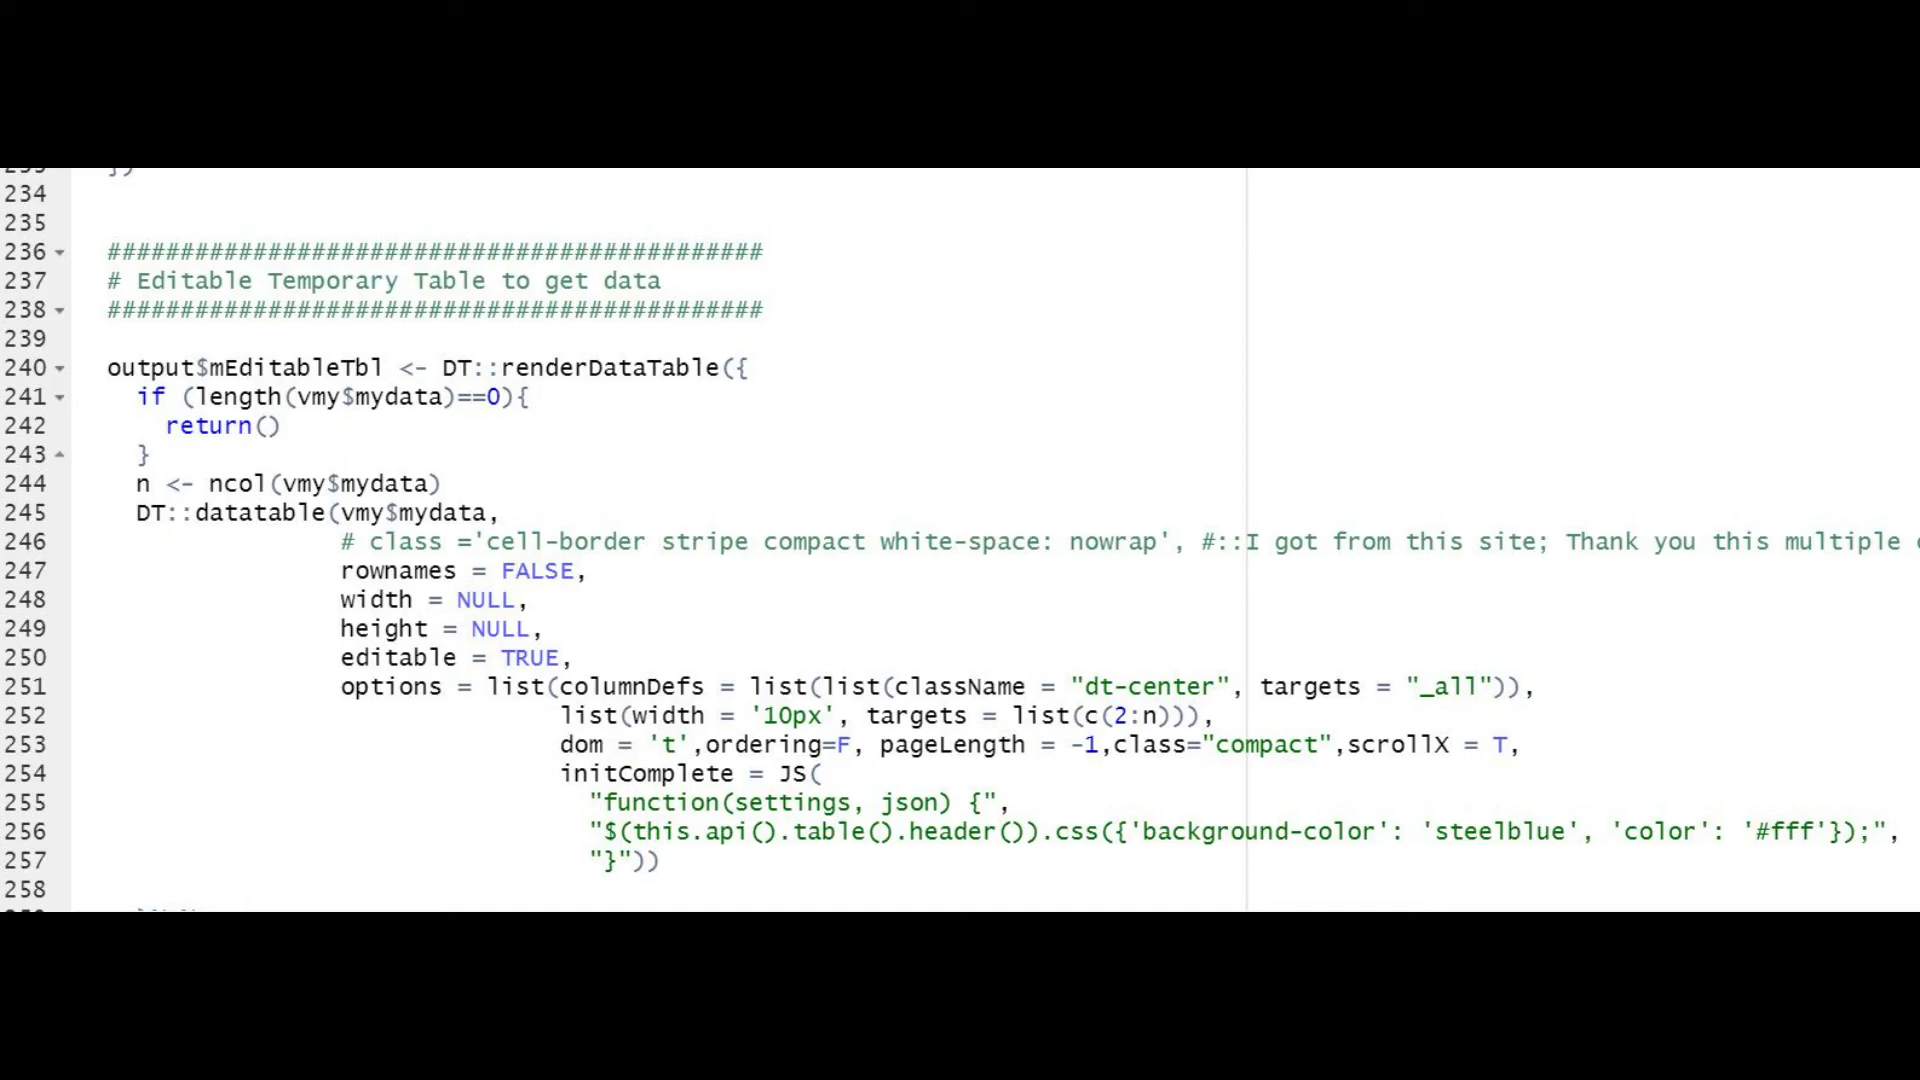 234
235
236 #############################################
237 # Editable Temporary Table to get data
238 #############################################
239
240 output$mEditableTbl <- DT::renderDataTable({
241 if (length(vmy$mydata)==0){
242 return()
243 }
244 n <- ncol(vmy$mydata)
245 DT::datatable(vmy$mydata,
246 # class ='cell-border stripe compact white-space: nowrap', #::I got from this site; Thank you this multiple
247 rownames = FALSE,
248 width = NULL,
249 height = NULL,
250 editable = TRUE,
251 options = list(columnDefs = list(list(className = "dt-center", targets = "_all")),
252 list(width = '10px', targets = list(c(2:n))),
253 dom = 't',ordering=F, pageLength = -1,class="compact",scrollX = T,
254 initComplete = JS(
255 "function(settings, json) {",
256 "$(this.api().table().header()).css({'background-color': 'steelblue', 'color': '#fff'});",
257 "}"))
258